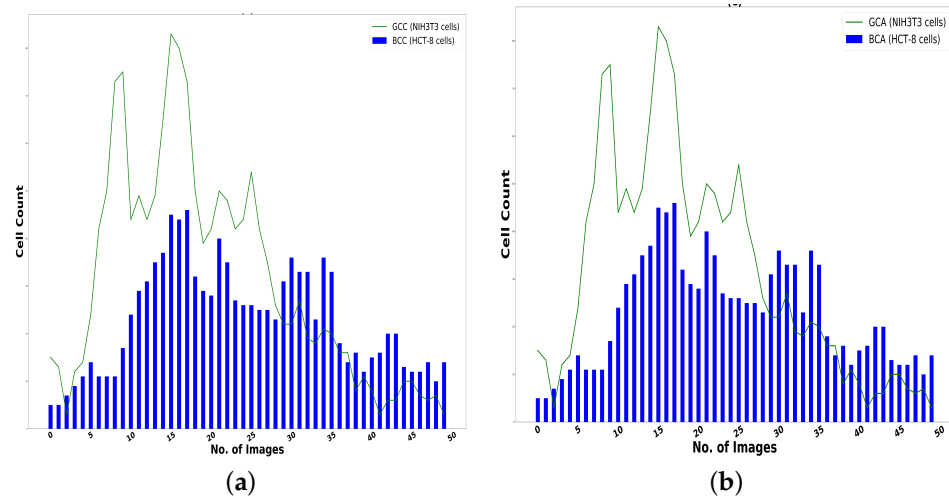 GCC (NIH3T3 cells)
BCC (HCT-8 cells)
Cell Count
0 5 10 15 20 25 30 35 40 45 50
No. of Images
(a)
GCA (NIH3T3 cells)
BCA (HCT-8 cells)
Cell Count
0 5 10 15 20 25 30 35 40 45 50
No. of Images
(b)